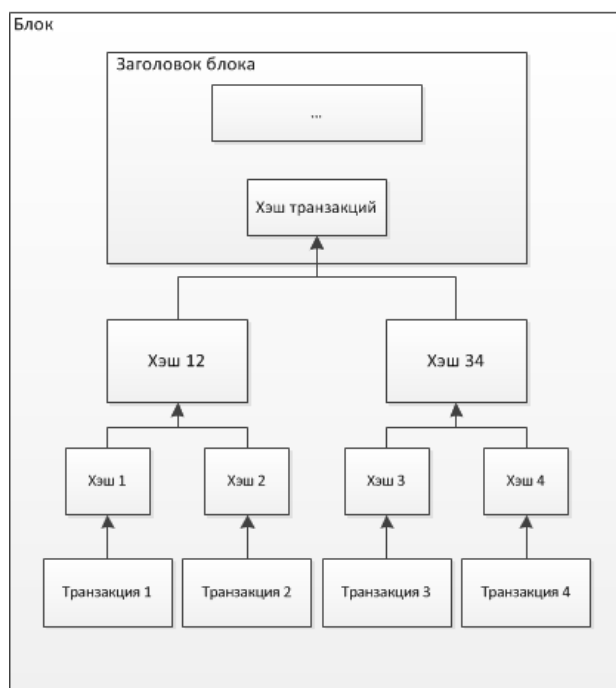 Блок
Заголовок блока
...
Хэш транзакций
Хэш 12
Хэш 34
Хэш 1
Хэш 2
Хэш 3
Хэш 4
Транзакция 1
Транзакция 2
Транзакция 3
Транзакция 4